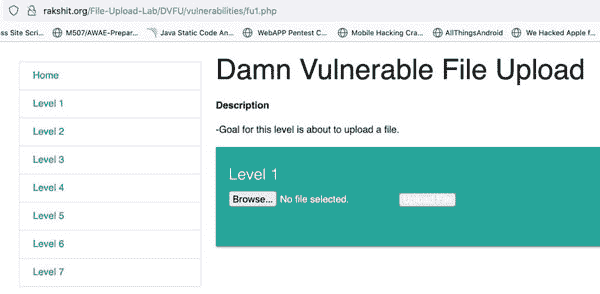 rakshit.org/File-Upload-Lab/DVFU/vulnerabilities/fu1.php
ss Site Scri... M507/AWAE-Prepar... Java Static Code An... WebAPP Pentest C... Mobile Hacking Cra... AllThingsAndroid We Hacked Apple f...
Home
Level 1
Level 2
Level 3
Level 4
Level 5
Level 6
Level 7
Damn Vulnerable File Upload
Description
-Goal for this level is about to upload a file.
Level 1
Browse... No file selected. Upload File